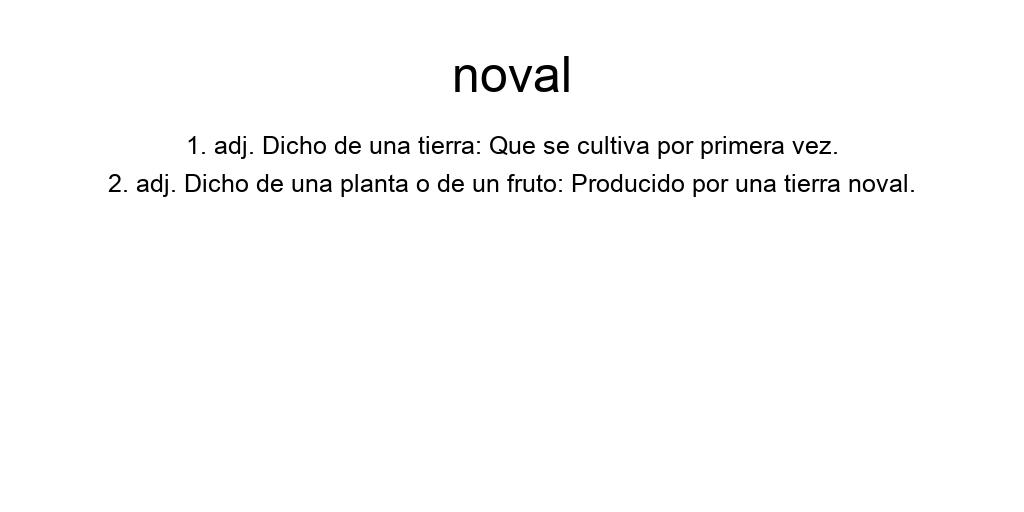 noval
1. adj. Dicho de una tierra: Que se cultiva por primera vez.
2. adj. Dicho de una planta o de un fruto: Producido por una tierra noval.